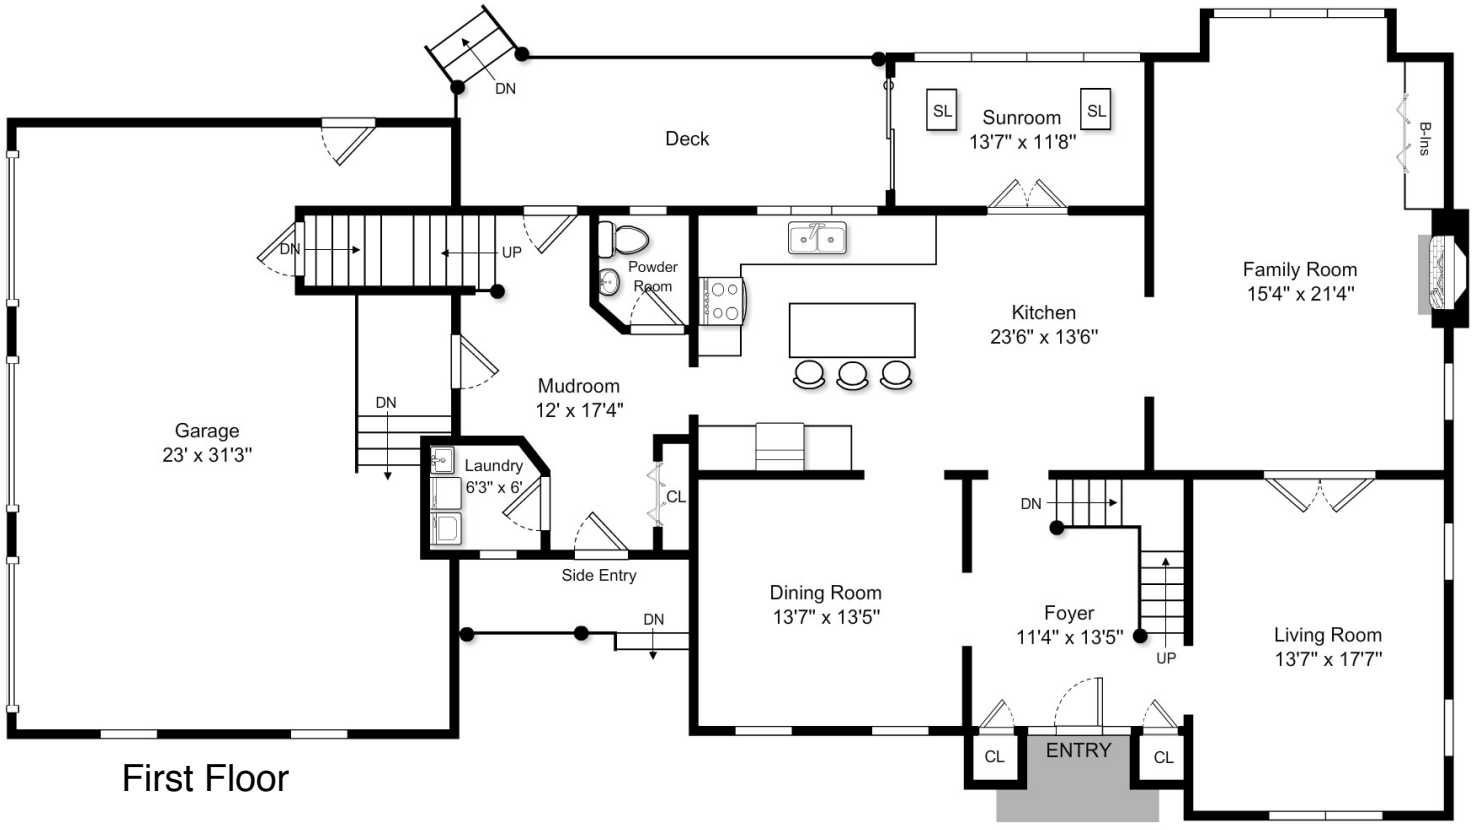 DN
Deck
SL
Sunroom
13'7" x 11'8"
SL
B-Ins
DN
UP
Powder
Room
Family Room
15'4" x 21'4"
Kitchen
23'6" x 13'6"
Mudroom
12' x 17'4"
DN
Garage
23' x 31'3"
Laundry
6'3" x 6'
CL
DN
Side Entry
Dining Room
13'7" x 13'5"
DN
Foyer
11'4" x 13'5"
UP
Living Room
13'7" x 17'7"
CL
ENTRY
CL
First Floor